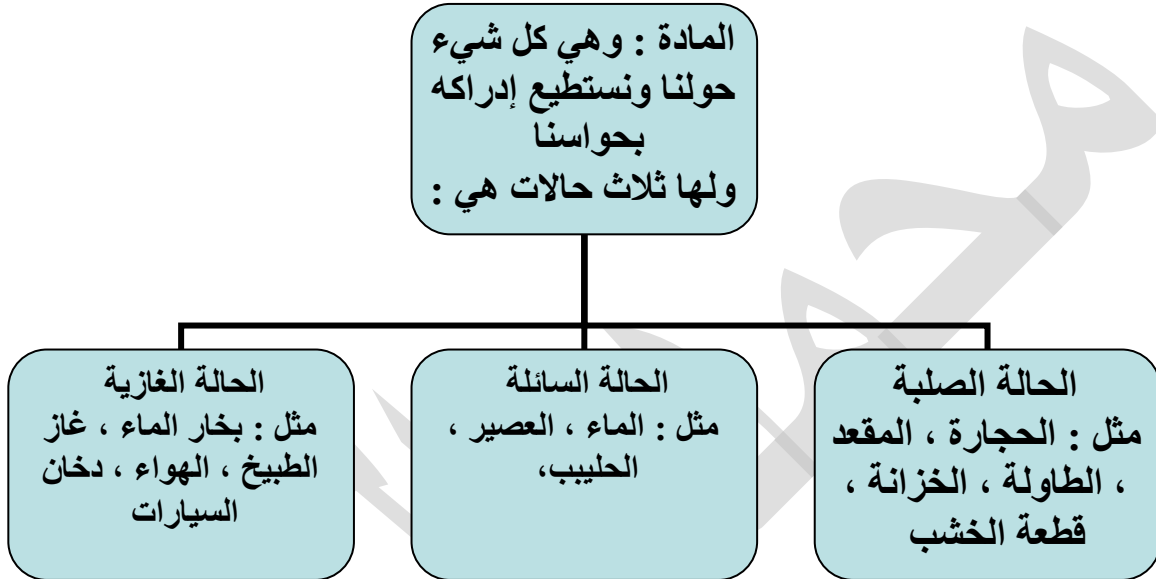 المادة : وهي كل شيء
حولنا ونستطيع إدراكه
بحواسنا
ولها ثلاث حالات هي :
الحالة الصلبة
مثل : الحجارة ، المقعد
، الطاولة ، الخزانة ،
قطعة الخشب
الحالة السائلة
مثل : الماء ، العصير ،
الحليبب،
الحالة الغازية
مثل : بخار الماء ، غاز
الطبيخ ، الهواء ، دخان
السيارات